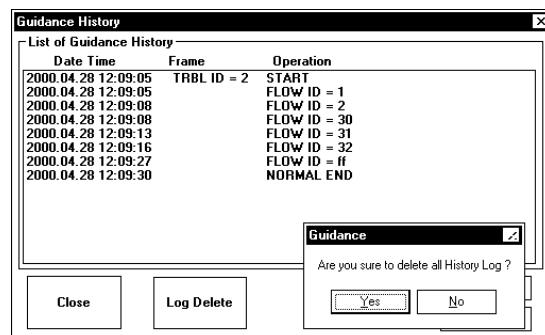 Guidance History
List of Guidance History
Date Time Frame Operation
2000.04.28 12:09:05 TRBL ID = 2 START
2000.04.28 12:09:05 FLOW ID = 1
2000.04.28 12:09:08 FLOW ID = 2
2000.04.28 12:09:08 FLOW ID = 30
2000.04.28 12:09:13 FLOW ID = 31
2000.04.28 12:09:16 FLOW ID = 32
2000.04.28 12:09:27 FLOW ID = ff
2000.04.28 12:09:30 NORMAL END
Guidance
Are you sure to delete all History Log ?
Yes No
Close Log Delete